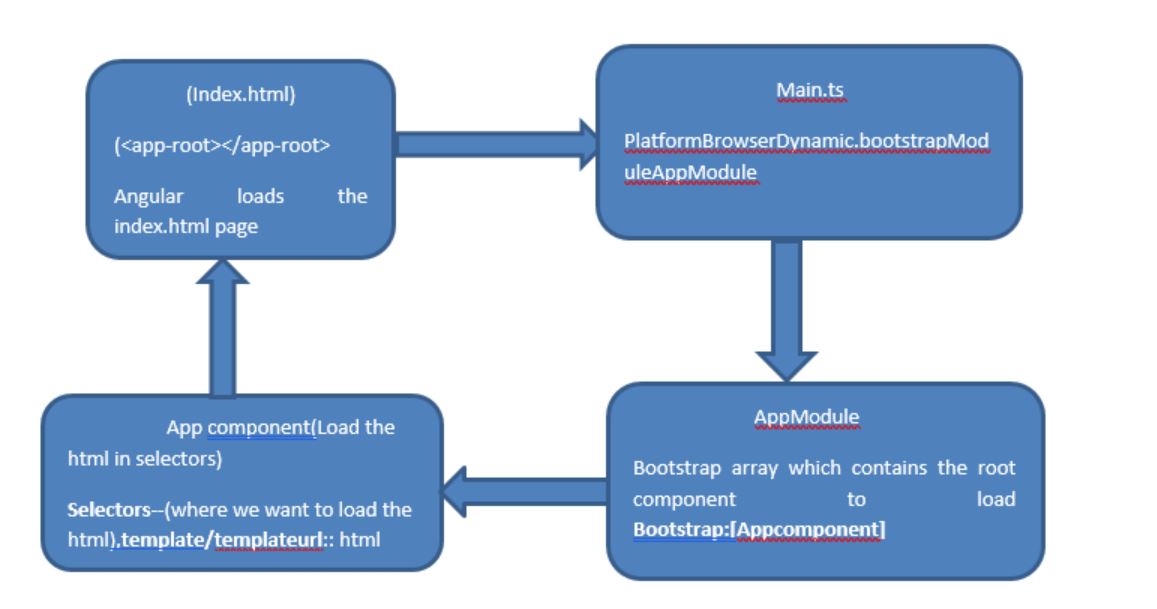 (Index.html)
(<app-root></app-root>
Angular loads the
index.html page
Main.ts
PlatformBrowserDynamic.bootstrapMod
uleAppModule
AppModule
Bootstrap array which contains the root
component to load
Bootstrap:[Appcomponent]
App component(Load the
html in selectors)
Selectors--(where we want to load the
html),template/templateurl:: html